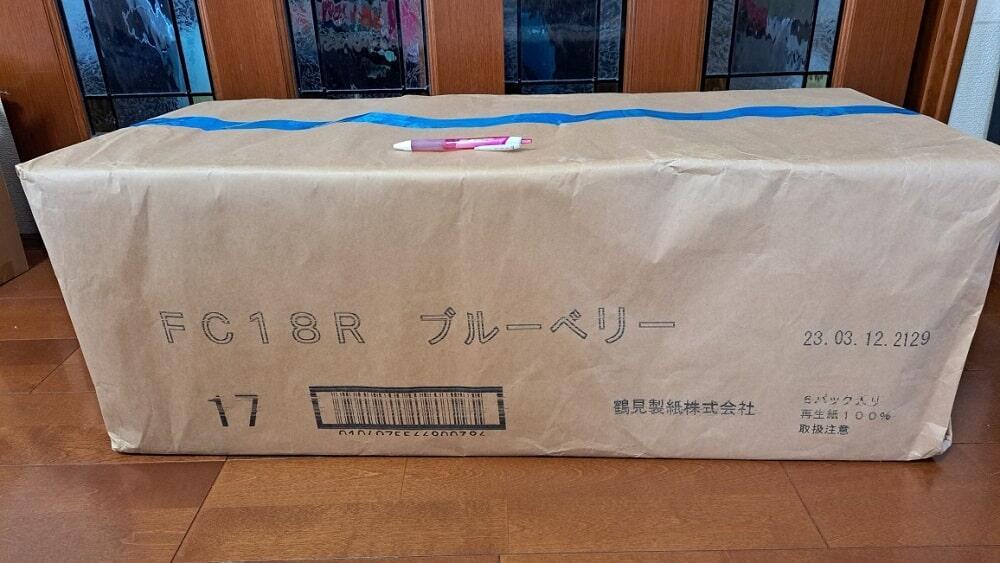 FC18R ブルーベリー
23.03.12.2129
17
鶴見製紙株式会社
6パック入り
再生紙100%
取扱注意